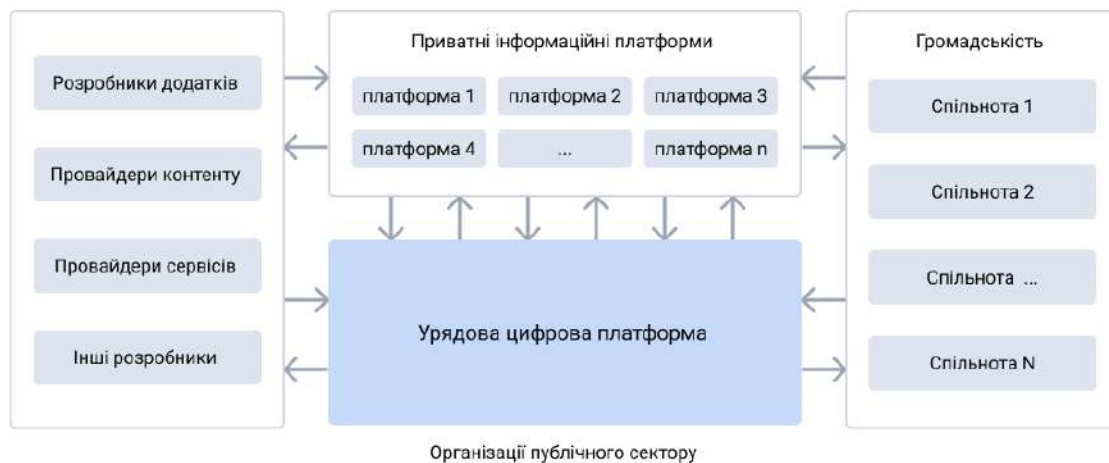 Розробники додатків
Провайдери контенту
Провайдери сервісів
Інші розробники
Приватні інформаційні платформи
платформа 1
платформа 2
платформа 3
платформа 4
...
платформа n
Урядова цифрова платформа
Організації публічного сектору
Громадськість
Спільнота 1
Спільнота 2
Спільнота ...
Спільнота N